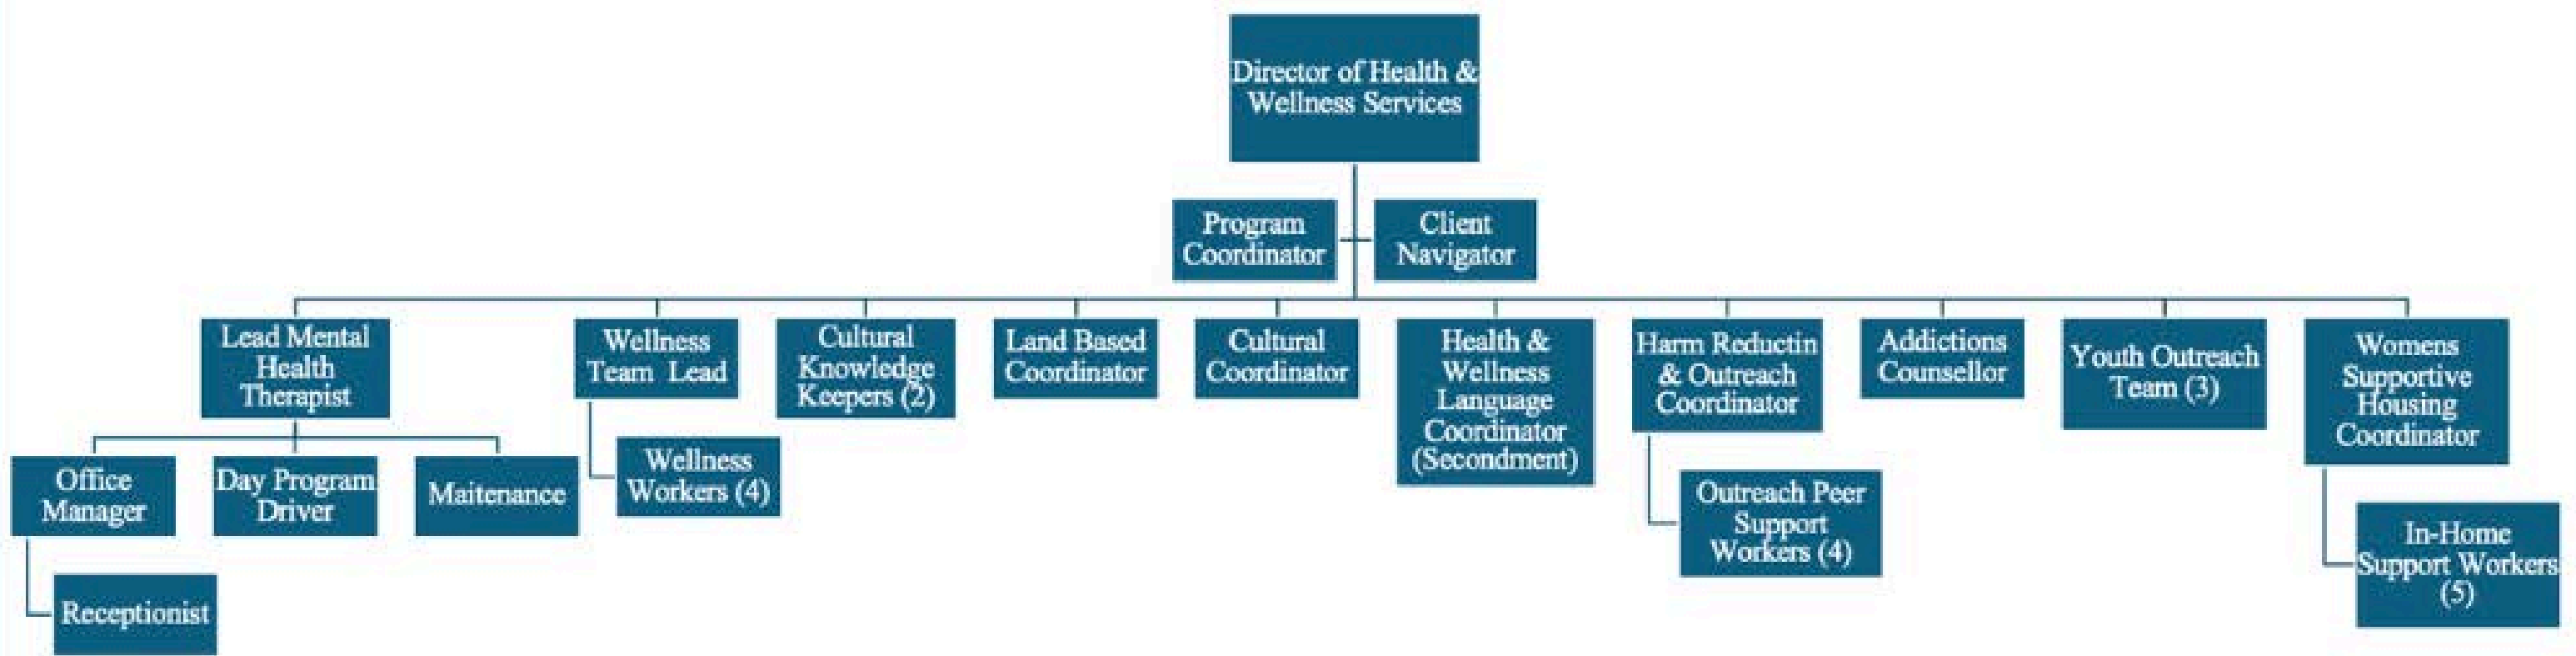 Director of Health &
Wellness Services
Program
Coordinator
Client
Navigator
Lead Mental
Health
Therapist
Wellness
Team Lead
Cultural
Knowledge
Keepers (2)
Land Based
Coordinator
Cultural
Coordinator
Health &
Wellness
Language
Coordinator
(Secondment)
Harm Reductin
& Outreach
Coordinator
Addictions
Counsellor
Youth Outreach
Team (3)
Womens
Supportive
Housing
Coordinator
Office
Manager
Day Program
Driver
Maitenance
Wellness
Workers (4)
Outreach Peer
Support
Workers (4)
In-Home
Support Workers
(5)
Receptionist